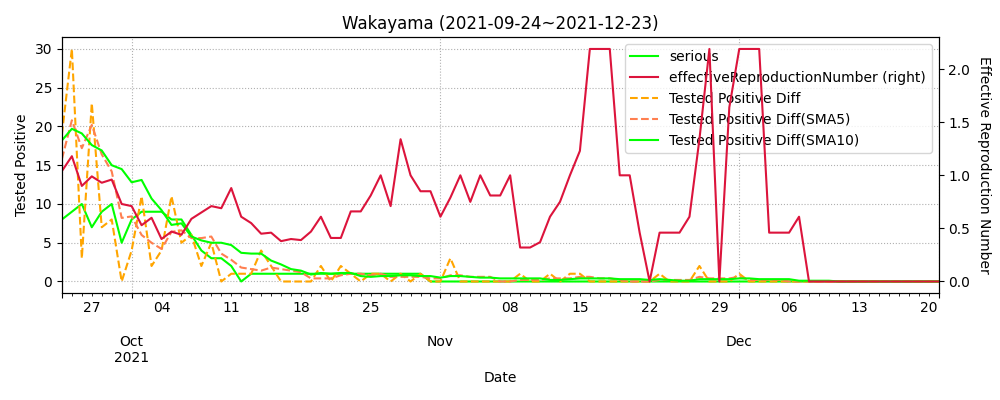 Wakayama (2021-09-24~2021-12-23)
serious
effectiveReproductionNumber (right)
Tested Positive Diff
Tested Positive Diff(SMA5)
Tested Positive Diff(SMA10)
Tested Positive
30
25
20
15
10
5
0
2.0
1.5
1.0
0.5
0.0
Effective Reproduction Number
27 04 11 18 25 08 15 22 29 06 13 20
Oct Nov Dec
2021
Date